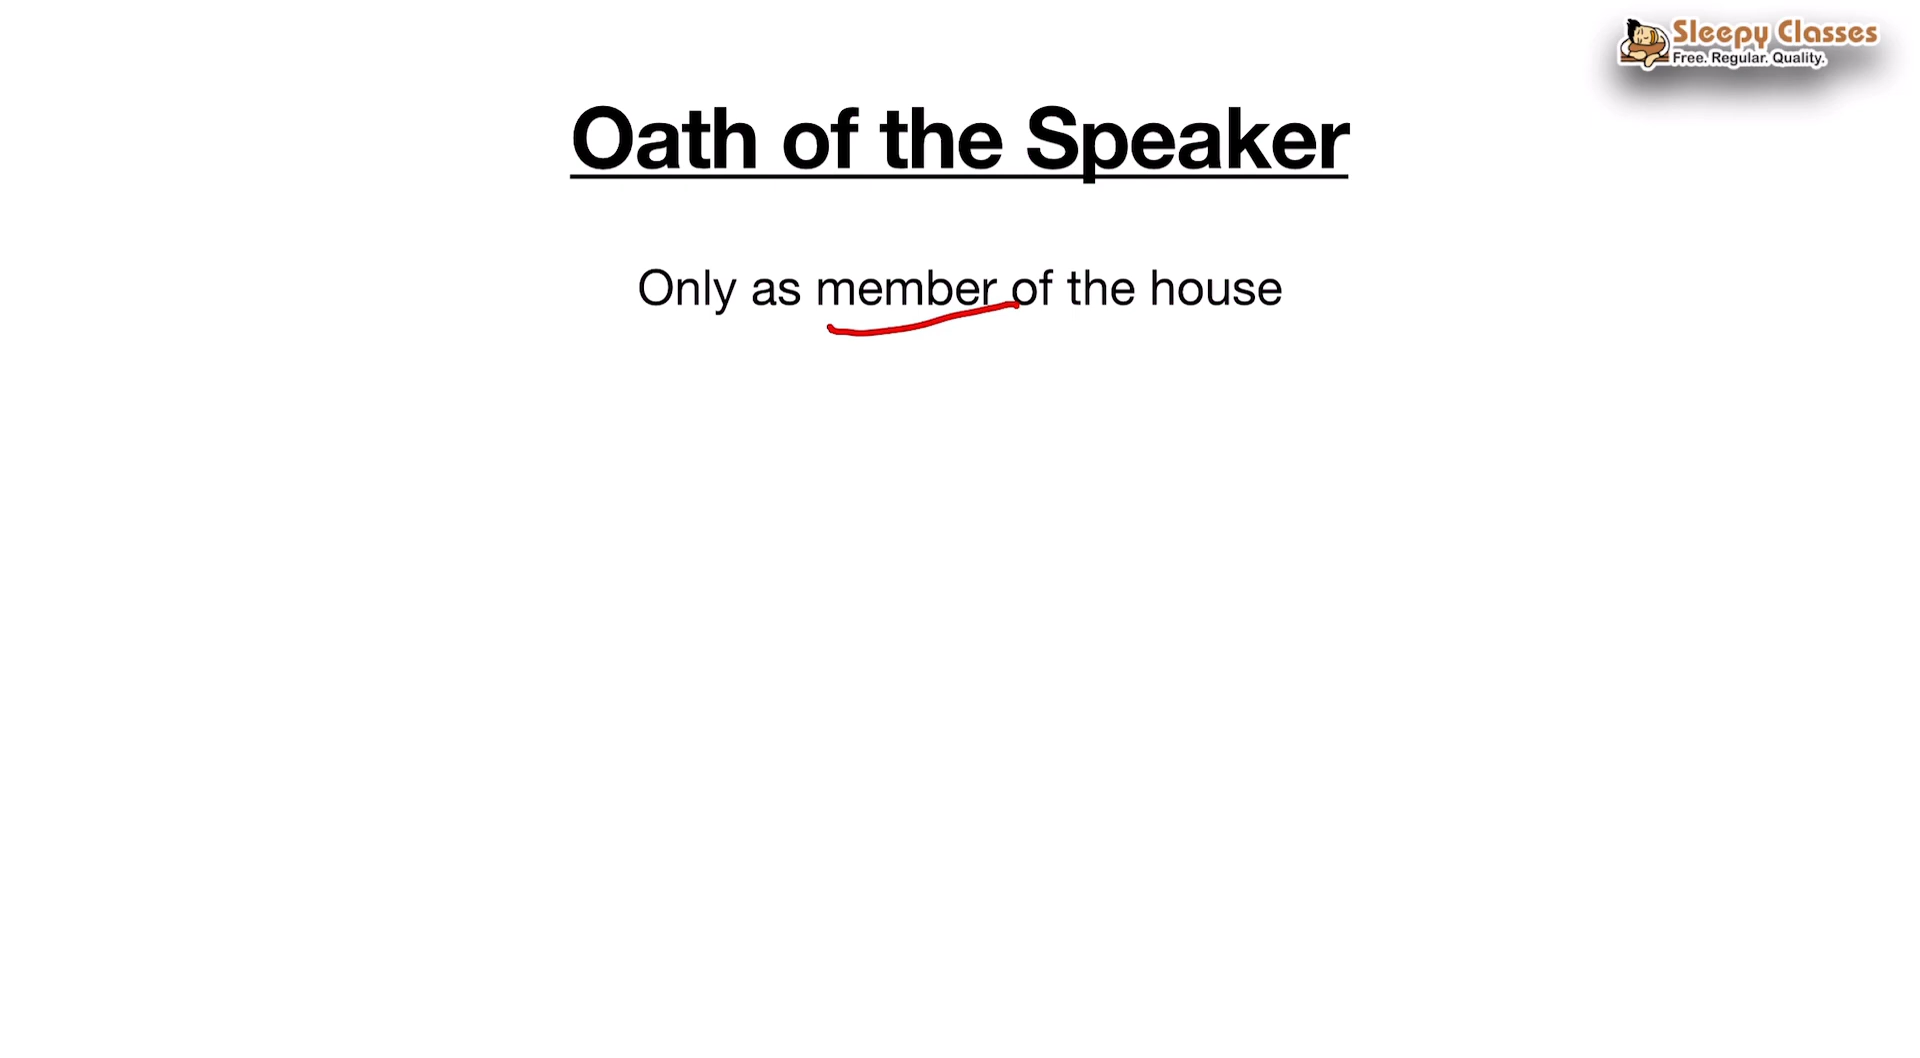 Sleepy Classes
Free. Regular. Quality.
Oath of the Speaker
Only as member of the house